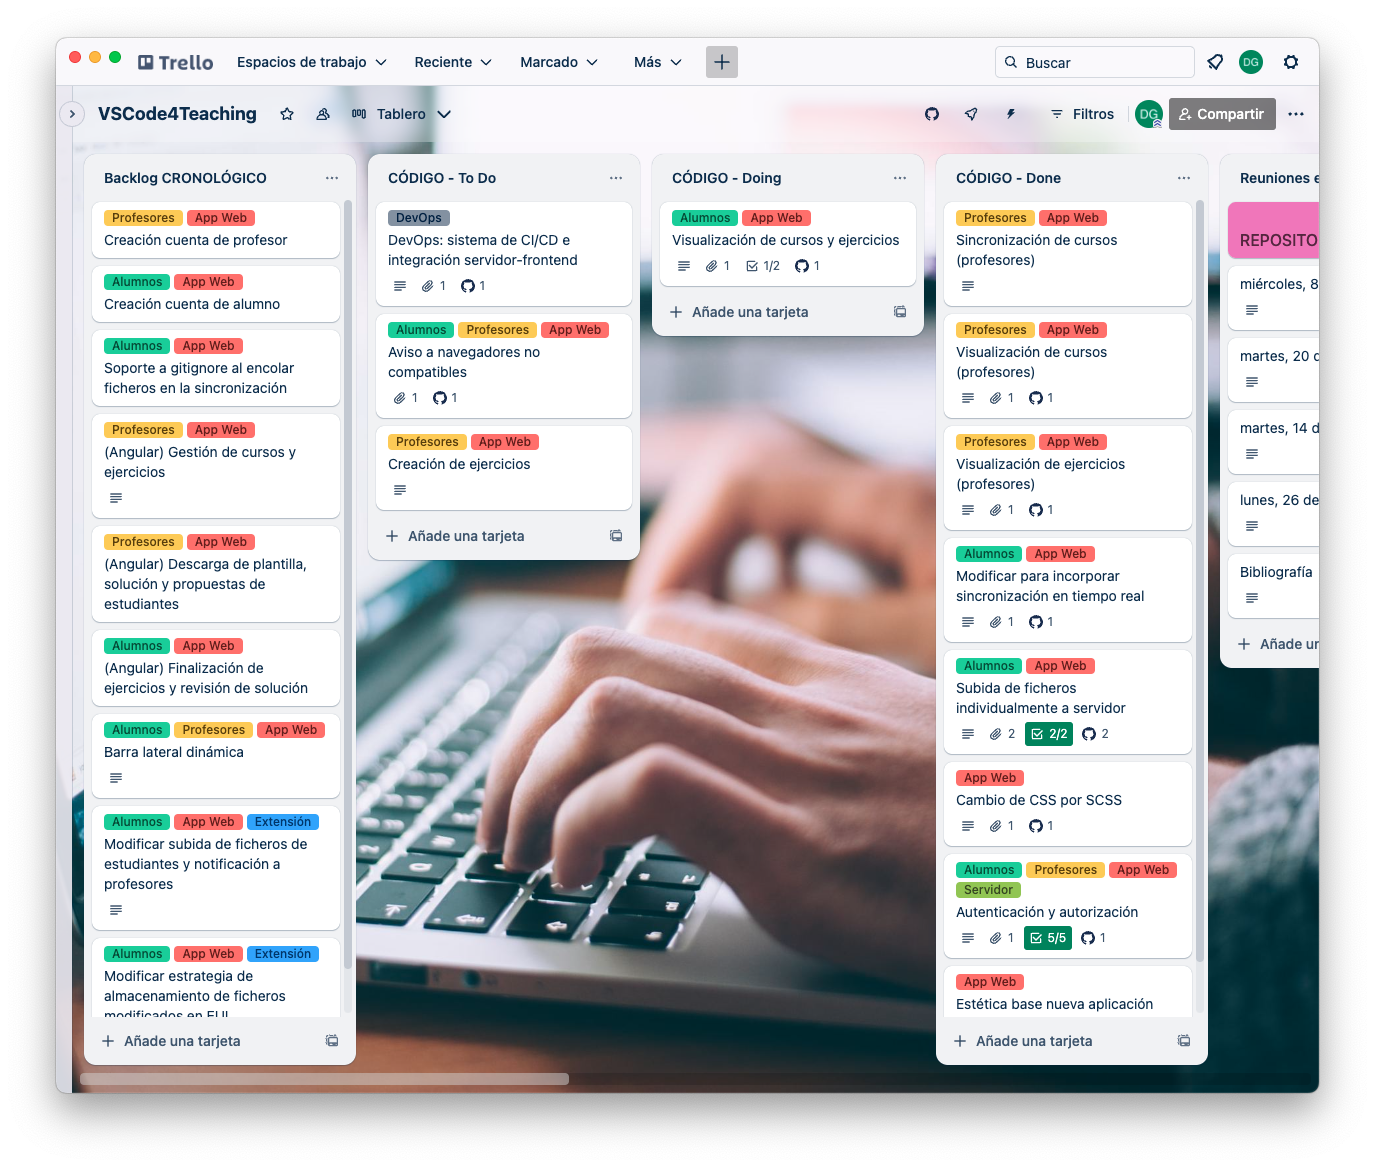 Trello
Espacios de trabajo
Reciente
Marcado
Más
Buscar
DG
VSCode4Teaching
Tablero
Filtros
DG
Compartir
Backlog CRONOLÓGICO
Profesores App Web
Creación cuenta de profesor
Alumnos App Web
Creación cuenta de alumno
Alumnos App Web
Soporte a gitignore al encolar
ficheros en la sincronización
Profesores App Web
(Angular) Gestión de cursos y
ejercicios
Profesores App Web
(Angular) Descarga de plantilla,
solución y propuestas de
estudiantes
Alumnos App Web
(Angular) Finalización de
ejercicios y revisión de solución
Alumnos Profesores App Web
Barra lateral dinámica
Alumnos App Web Extensión
Modificar subida de ficheros de
estudiantes y notificación a
profesores
Alumnos App Web Extensión
Modificar estrategia de
almacenamiento de ficheros
modificados en
Añade una tarjeta
CÓDIGO - To Do
DevOps
DevOps: sistema de CI/CD e
integración servidor-frontend
1 1
Alumnos Profesores App Web
Aviso a navegadores no
compatibles
1 1
Profesores App Web
Creación de ejercicios
Añade una tarjeta
CÓDIGO - Doing
Alumnos App Web
Visualización de cursos y ejercicios
1 1/2 1
Añade una tarjeta
CÓDIGO - Done
Profesores App Web
Sincronización de cursos
(profesores)
Profesores App Web
Visualización de cursos
(profesores)
1 1
Profesores App Web
Visualización de ejercicios
(profesores)
1 1
Alumnos App Web
Modificar para incorporar
sincronización en tiempo real
1 1
Alumnos App Web
Subida de ficheros
individualmente a servidor
2 2/2 2
App Web
Cambio de CSS por SCSS
1 1
Alumnos Profesores App Web
Servidor
Autenticación y autorización
1 5/5 1
App Web
Estética base nueva aplicación
Añade una tarjeta
Reuniones e
REPOSITO
miércoles, 8
martes, 20 d
martes, 14 d
lunes, 26 de
Bibliografía
Añade un